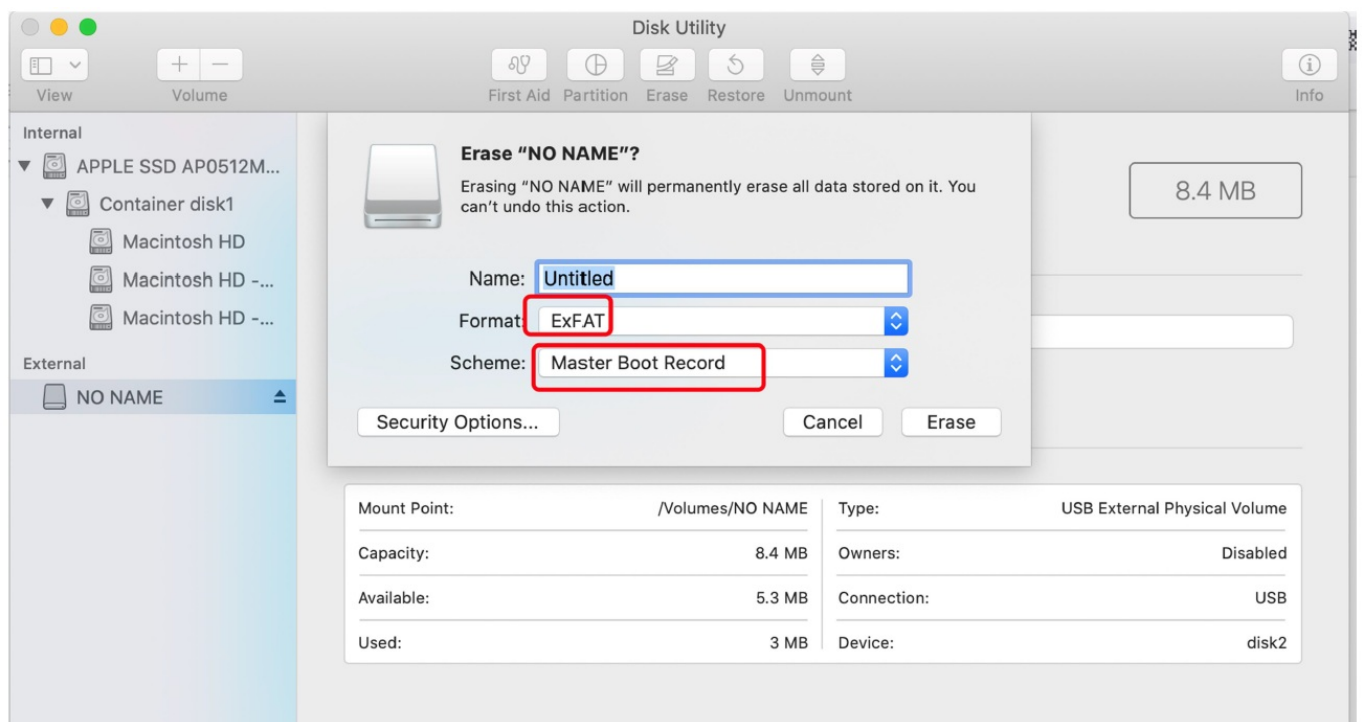 Disk Utility
View
Volume
First Aid
Partition
Erase
Restore
Unmount
Info
Internal
APPLE SSD AP0512M...
Container disk1
Macintosh HD
Macintosh HD -...
Macintosh HD -...
External
NO NAME
Erase “NO NAME”?
Erasing “NO NAME” will permanently erase all data stored on it. You
can’t undo this action.
Name: Untitled
Format: ExFAT
Scheme: Master Boot Record
Security Options...
Cancel
Erase
8.4 MB
Mount Point: /Volumes/NO NAME
Type: USB External Physical Volume
Capacity: 8.4 MB
Owners: Disabled
Available: 5.3 MB
Connection: USB
Used: 3 MB
Device: disk2